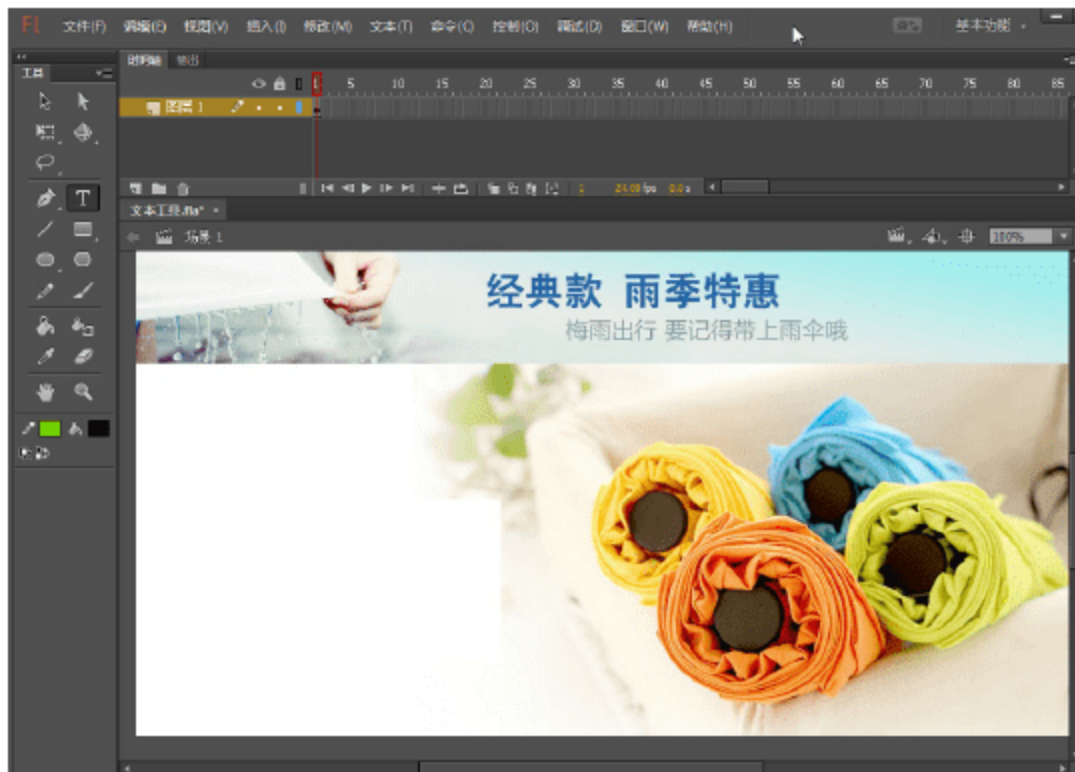 Fl 文件(F) 编辑(E) 视图(V) 插入(I) 修改(M) 文本(T) 命令(C) 控制(O) 调试(D) 窗口(W) 帮助(H) 基本功能
工具 时间轴 输出
1 5 10 15 20 25 30 35 40 45 50 55 60 65 70 75 80 85
图层 1
1 24.00 fps 0.0 s
文本工具.fla*
场景 1 100%
经典款 雨季特惠
梅雨出行 要记得带上雨伞哦